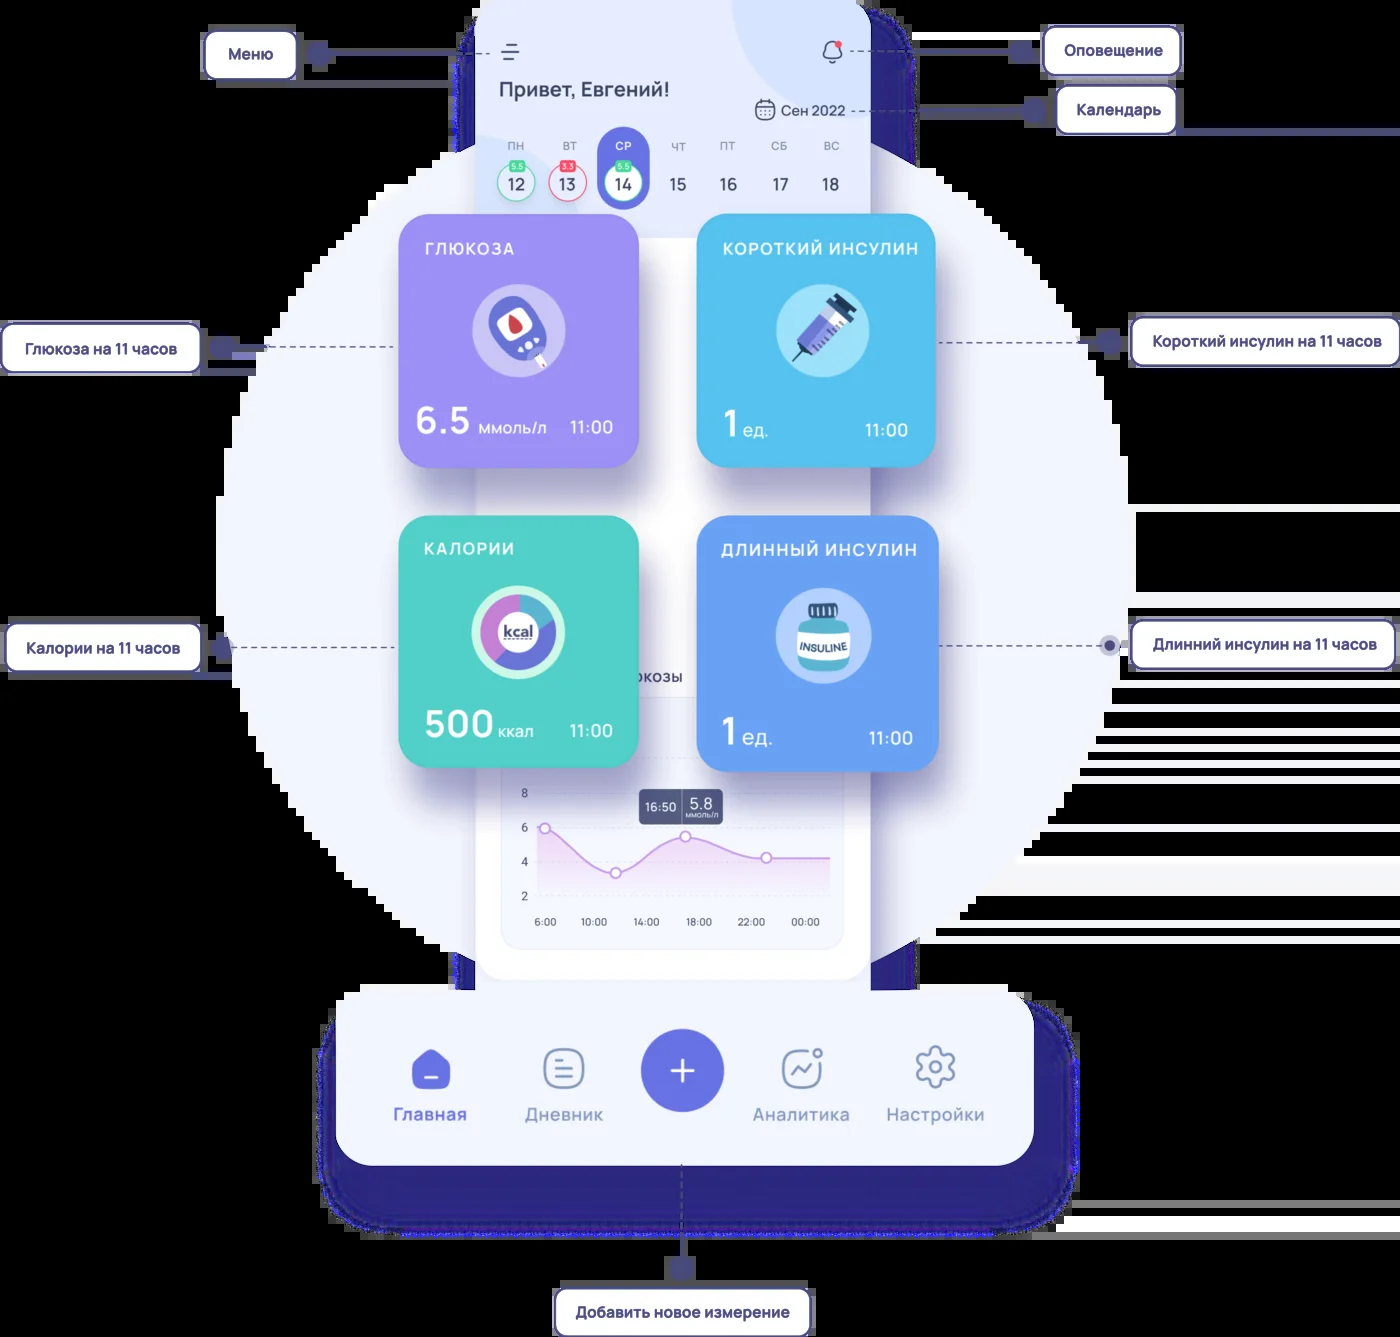 Меню
Оповещение
Привет, Евгений!
Календарь
Сен 2022
ПН ВТ СР ЧТ ПТ СБ ВС
5.5 3.3 5.5
12 13 14 15 16 17 18
ГЛЮКОЗА
КОРОТКИЙ ИНСУЛИН
Глюкоза на 11 часов
Короткий инсулин на 11 часов
6.5 ммоль/л 11:00
1 ед. 11:00
КАЛОРИИ
ДЛИННЫЙ ИНСУЛИН
kcal
INSULINE
Калории на 11 часов
Длинний инсулин на 11 часов
окозы
500 ккал 11:00
1 ед. 11:00
8
16:50 5.8
ммоль/л
6
4
2
6:00 10:00 14:00 18:00 22:00 00:00
Главная Дневник Аналитика Настройки
Добавить новое измерение